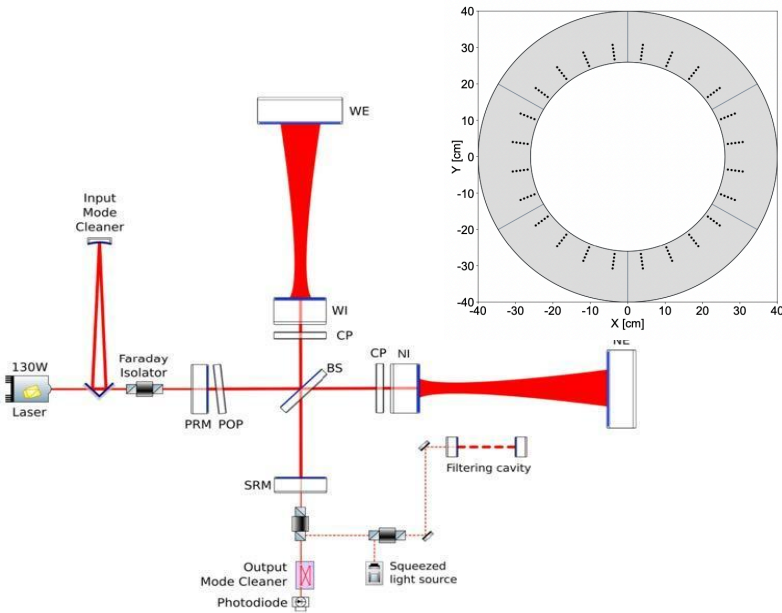 WE
Input
Mode
Cleaner
WI
CP
130W
Laser
Faraday
Isolator
PRM
POP
BS
CP
NI
NE
SRM
Filtering cavity
Output
Mode Cleaner
Squeezed
light source
Photodiode
Y [cm]
40
30
20
10
0
-10
-20
-30
-40
-40
-30
-20
-10
0
10
20
30
40
X [cm]